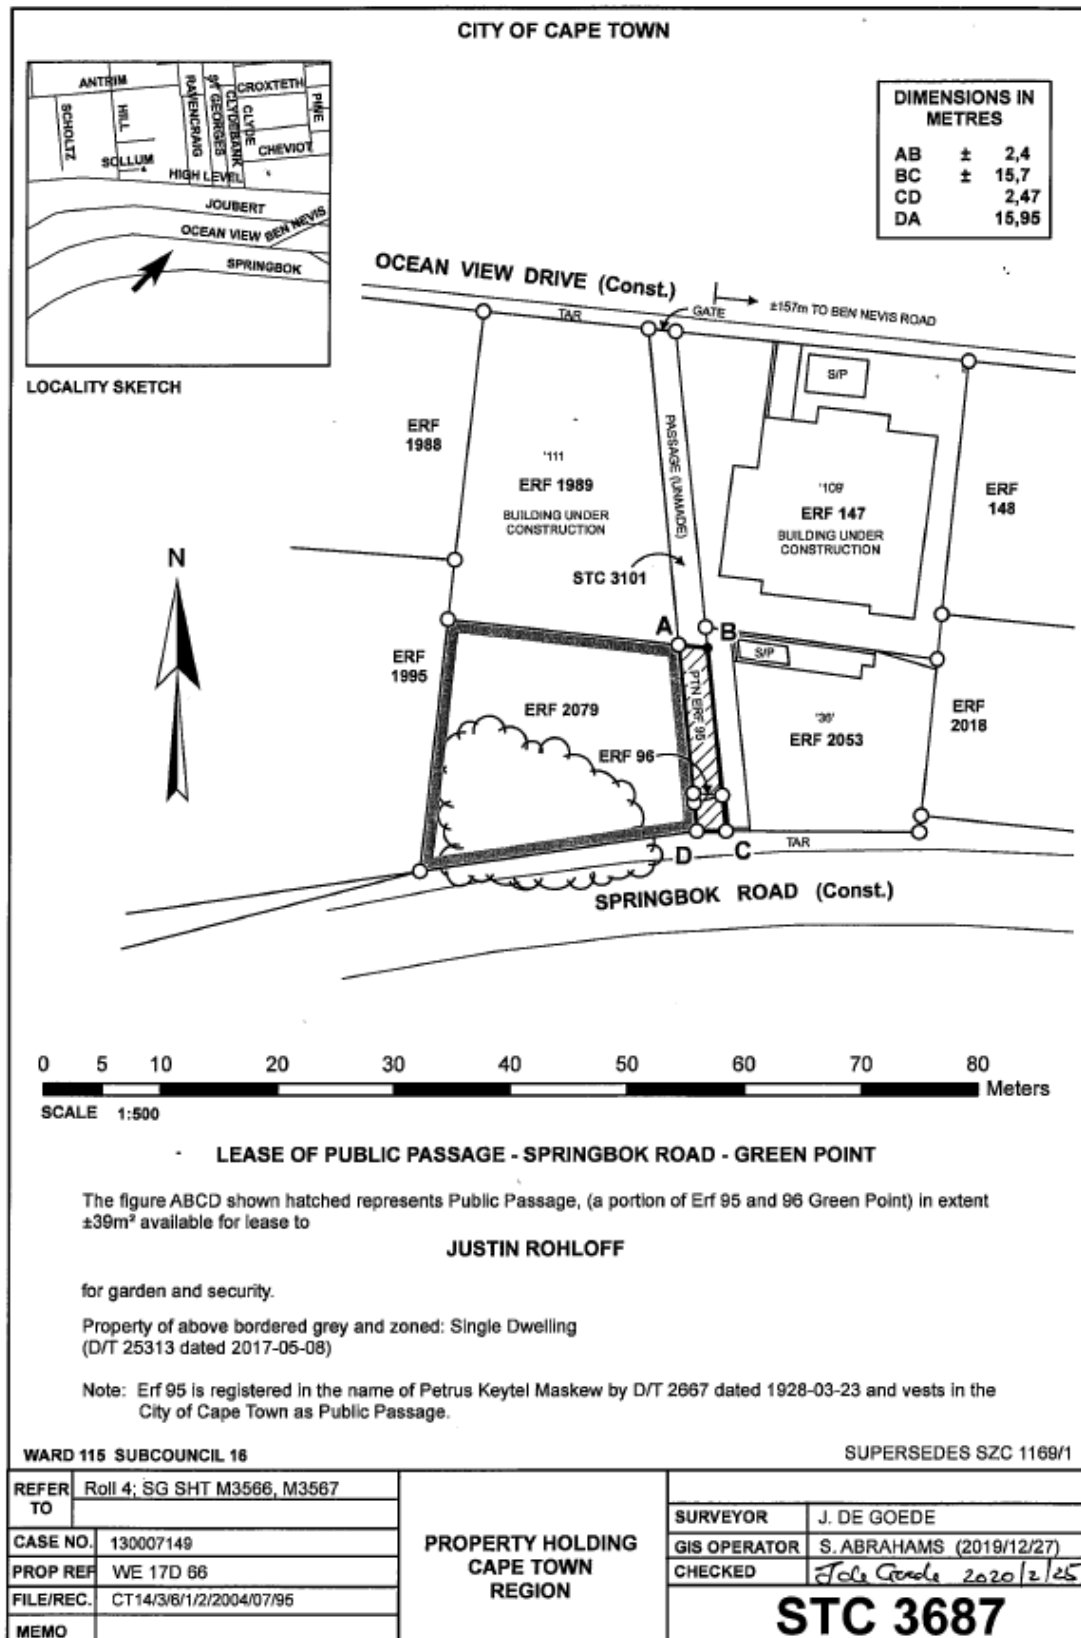 CITY OF CAPE TOWN
ANTRIM
SCHOLTZ
HILL
SOLLUM
RAVENCRAIG
ST GEORGES
CLYDEBANK
CLYDE
CROXTETH
PINE
CHEVIOT
HIGH LEVEL
JOUBERT
OCEAN VIEW BEN NEVIS
SPRINGBOK
LOCALITY SKETCH
DIMENSIONS IN
METRES
AB ± 2,4
BC ± 15,7
CD 2,47
DA 15,95
OCEAN VIEW DRIVE (Const.)
TAR
GATE
±157m TO BEN NEVIS ROAD
S/P
ERF
1988
'111
ERF 1989
BUILDING UNDER
CONSTRUCTION
PASSAGE (UNMADE)
'109'
ERF 147
BUILDING UNDER
CONSTRUCTION
ERF
148
STC 3101
N
A
B
S/P
ERF
1995
ERF 2079
PTN ERF 95
ERF 96
'36'
ERF 2053
ERF
2018
D
C
TAR
SPRINGBOK ROAD (Const.)
0 5 10 20 30 40 50 60 70 80
Meters
SCALE 1:500
LEASE OF PUBLIC PASSAGE - SPRINGBOK ROAD - GREEN POINT
The figure ABCD shown hatched represents Public Passage, (a portion of Erf 95 and 96 Green Point) in extent
±39m² available for lease to
JUSTIN ROHLOFF
for garden and security.
Property of above bordered grey and zoned: Single Dwelling
(D/T 25313 dated 2017-05-08)
Note: Erf 95 is registered in the name of Petrus Keytel Maskew by D/T 2667 dated 1928-03-23 and vests in the
City of Cape Town as Public Passage.
WARD 115 SUBCOUNCIL 16
SUPERSEDES SZC 1169/1
REFER TO Roll 4; SG SHT M3566, M3567
CASE NO. 130007149
PROP REF WE 17D 66
FILE/REC. CT14/3/6/1/2/2004/07/95
MEMO
PROPERTY HOLDING
CAPE TOWN
REGION
SURVEYOR J. DE GOEDE
GIS OPERATOR S. ABRAHAMS (2019/12/27)
CHECKED J de Goede 2020/2/25
STC 3687